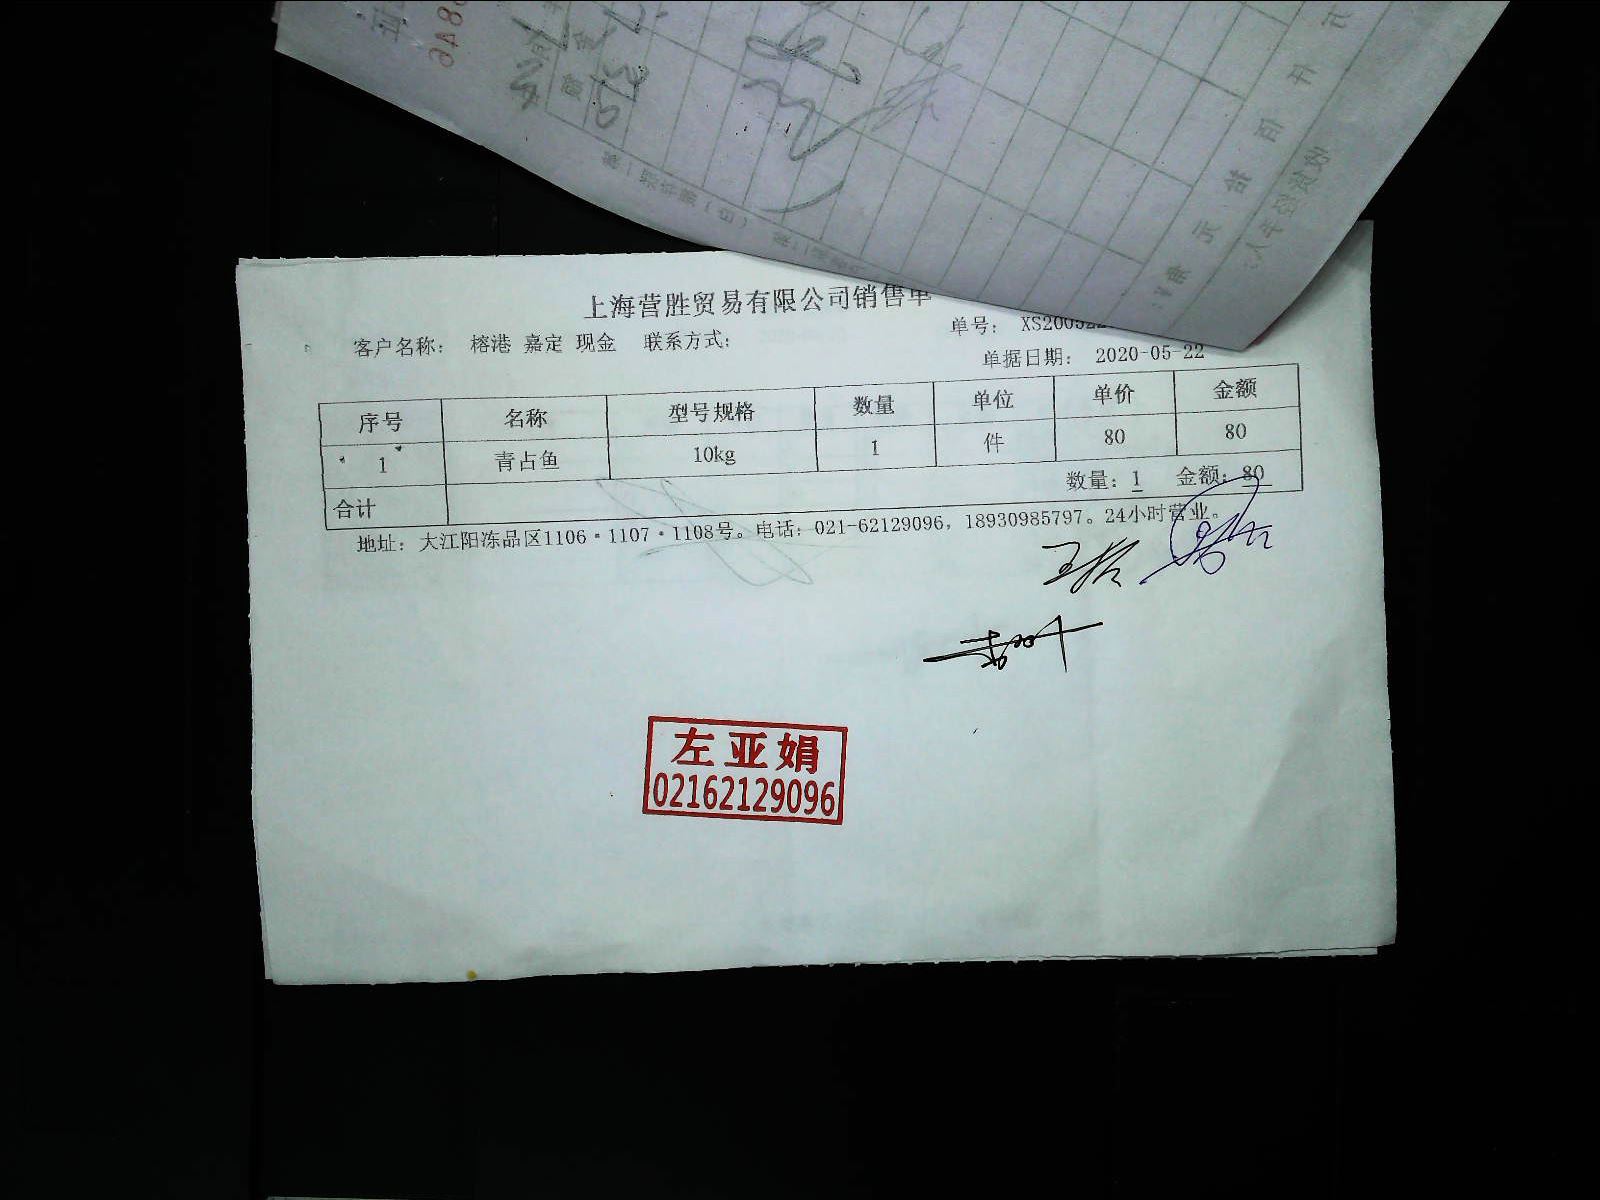 上海营胜贸易有限公司销售单
单号： XS200522
客户名称： 榕港 嘉定 现金 联系方式：
单据日期： 2020-05-22
序号 名称 型号规格 数量 单位 单价 金额
1 青占鱼 10kg 1 件 80 80
合计 数量：1 金额：80
地址：大江阳冻品区1106·1107·1108号。电话：021-62129096，18930985797。24小时营业。
左亚娟
02162129096